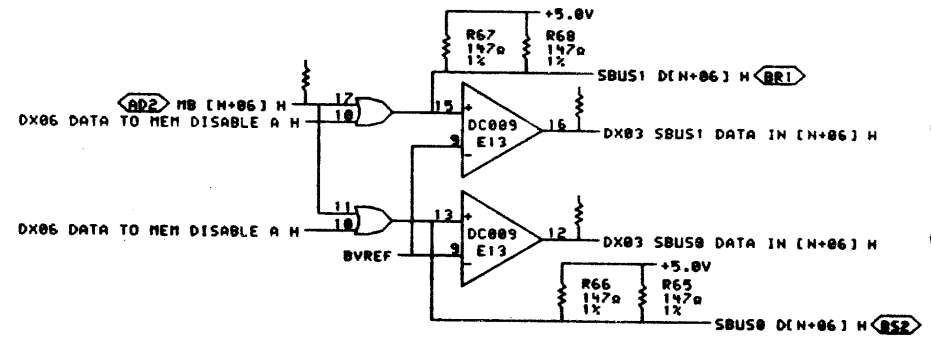 +5.0V
R67 R68
147Ω 147Ω
1% 1%
SBUS1 D[N+06] H BR1
AD2 MB [N+06] H 17
DX06 DATA TO MEM DISABLE A H 18
15 +
DC009 16 DX03 SBUS1 DATA IN [N+06] H
E13
9 -
11
DX06 DATA TO MEM DISABLE A H 18
13 +
DC009 12 DX03 SBUS0 DATA IN [N+06] H
E13
BVREF 9 -
+5.0V
R66 R65
147Ω 147Ω
1% 1%
SBUS0 D[N+06] H BS2